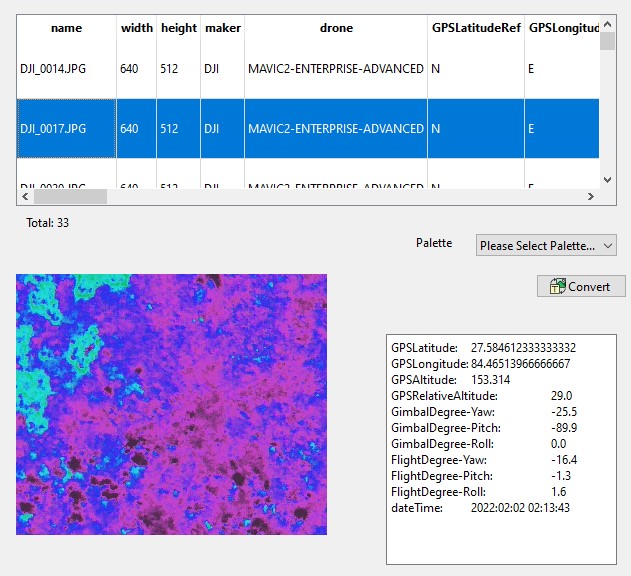 name width height maker drone GPSLatitudeRef GPSLongitud
DJI_0014.JPG 640 512 DJI MAVIC2-ENTERPRISE-ADVANCED N E
DJI_0017.JPG 640 512 DJI MAVIC2-ENTERPRISE-ADVANCED N E
DJI_0020.JPG 640 512 DJI MAVIC2-ENTERPRISE-ADVANCED N E
Total: 33
Palette Please Select Palette...
Convert
GPSLatitude: 27.584612333333332
GPSLongitude: 84.46513966666667
GPSAltitude: 153.314
GPSRelativeAltitude: 29.0
GimbalDegree-Yaw: -25.5
GimbalDegree-Pitch: -89.9
GimbalDegree-Roll: 0.0
FlightDegree-Yaw: -16.4
FlightDegree-Pitch: -1.3
FlightDegree-Roll: 1.6
dateTime: 2022:02:02 02:13:43